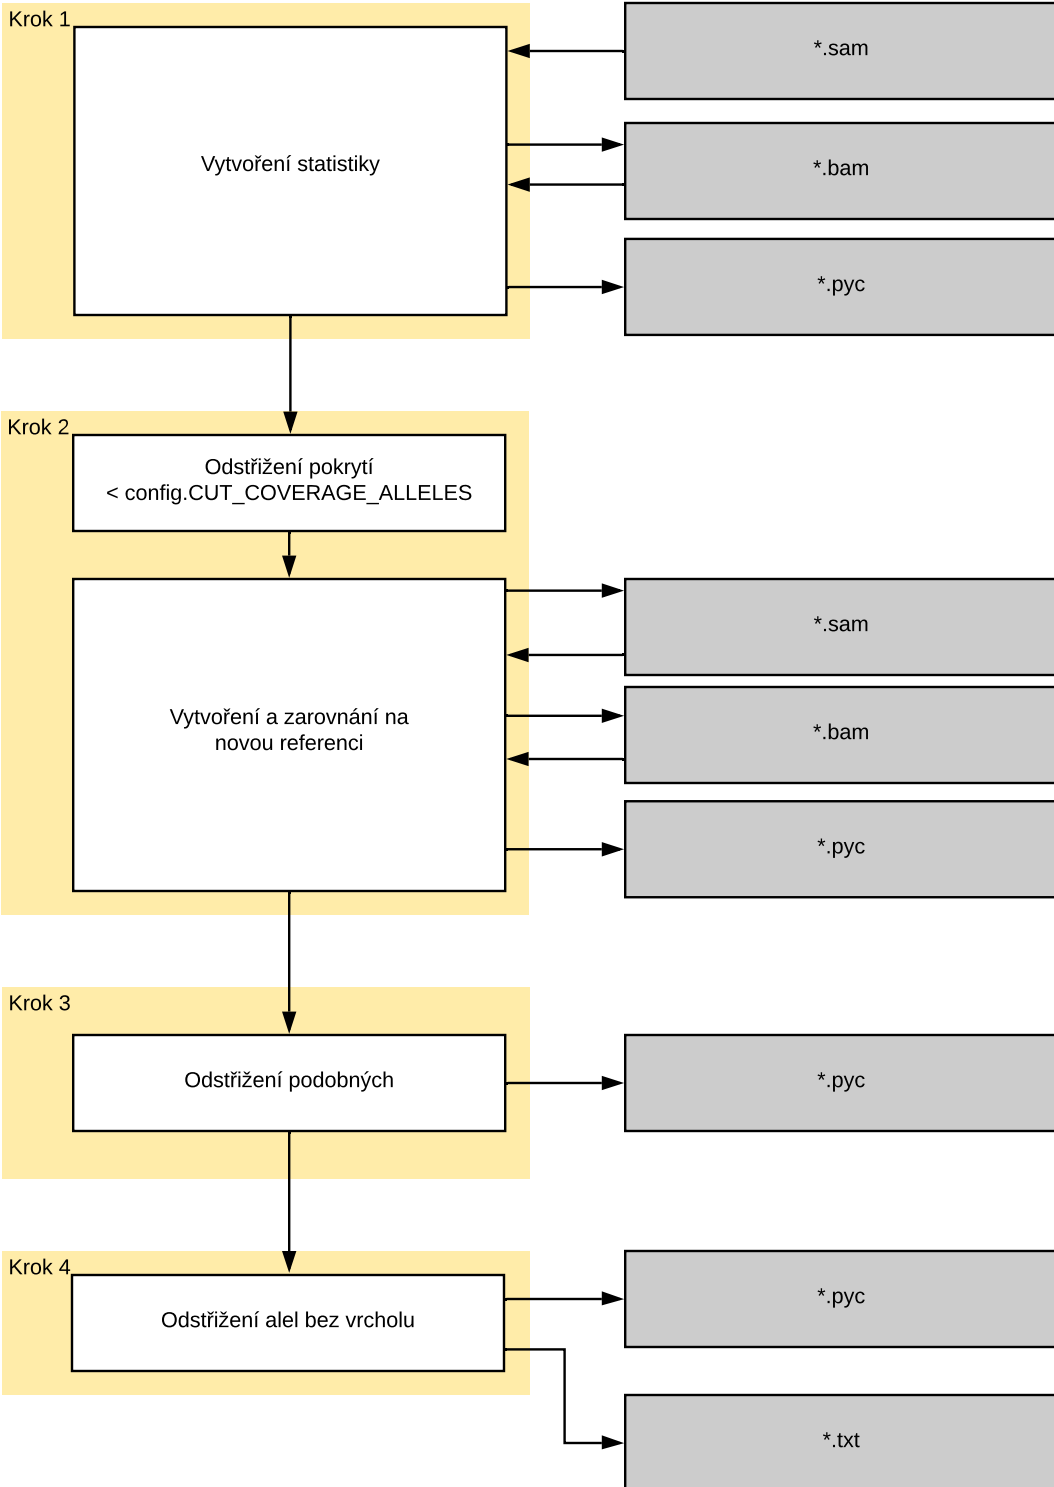 Krok 1
Vytvoření statistiky
*.sam
*.bam
*.pyc
Krok 2
Odstřižení pokrytí
< config.CUT_COVERAGE_ALLELES
Vytvoření a zarovnání na
novou referenci
*.sam
*.bam
*.pyc
Krok 3
Odstřižení podobných
*.pyc
Krok 4
Odstřižení alel bez vrcholu
*.pyc
*.txt